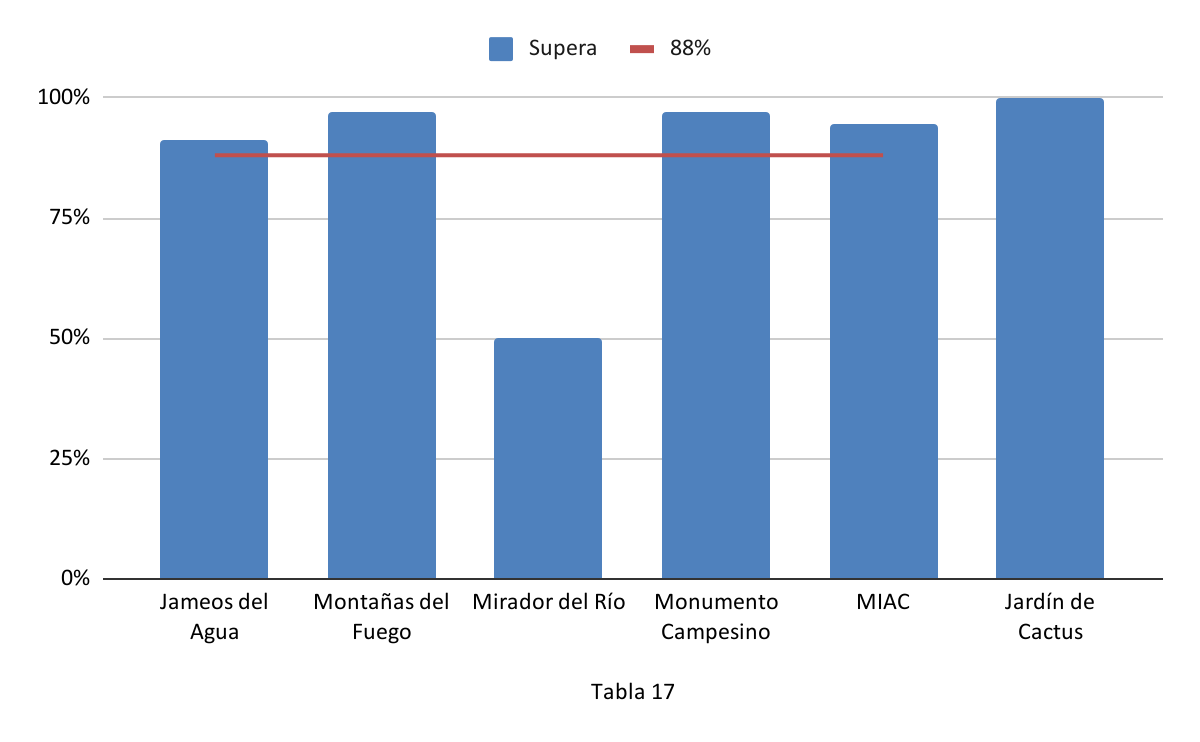 Supera
88%
100%
75%
50%
25%
0%
Jameos del
Agua
Montañas del
Fuego
Mirador del Río
Monumento
Campesino
MIAC
Jardín de
Cactus
Tabla 17